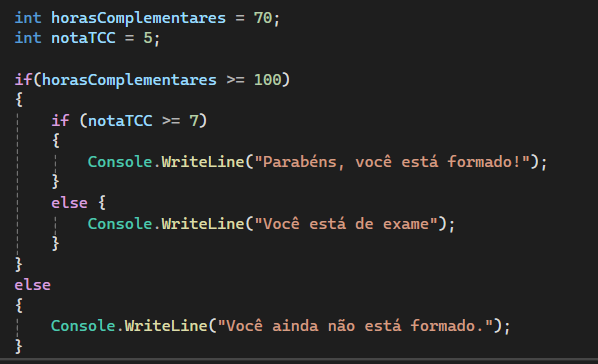 int horasComplementares = 70;
int notaTCC = 5;
if(horasComplementares >= 100)
{
if (notaTCC >= 7)
{
Console.WriteLine("Parabéns, você está formado!");
}
else {
Console.WriteLine("Você está de exame");
}
}
else
{
Console.WriteLine("Você ainda não está formado.");
}